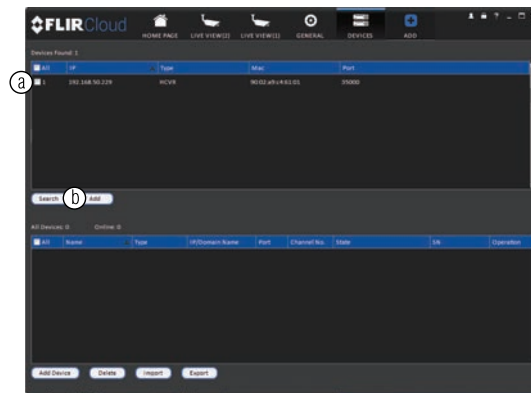 FLIR Cloud
HOME PAGE LIVE VIEW(2) LIVE VIEW(1) GENERAL DEVICES ADD
Devices Found: 1
All IP Type Mac Port
a 1 192.168.50.229 HCVR 35000
Search b Add
All Devices: 0 Online: 0
All Name Type IP/Domain Name Port Channel No. State SN Operation
Add Device Delete Import Export